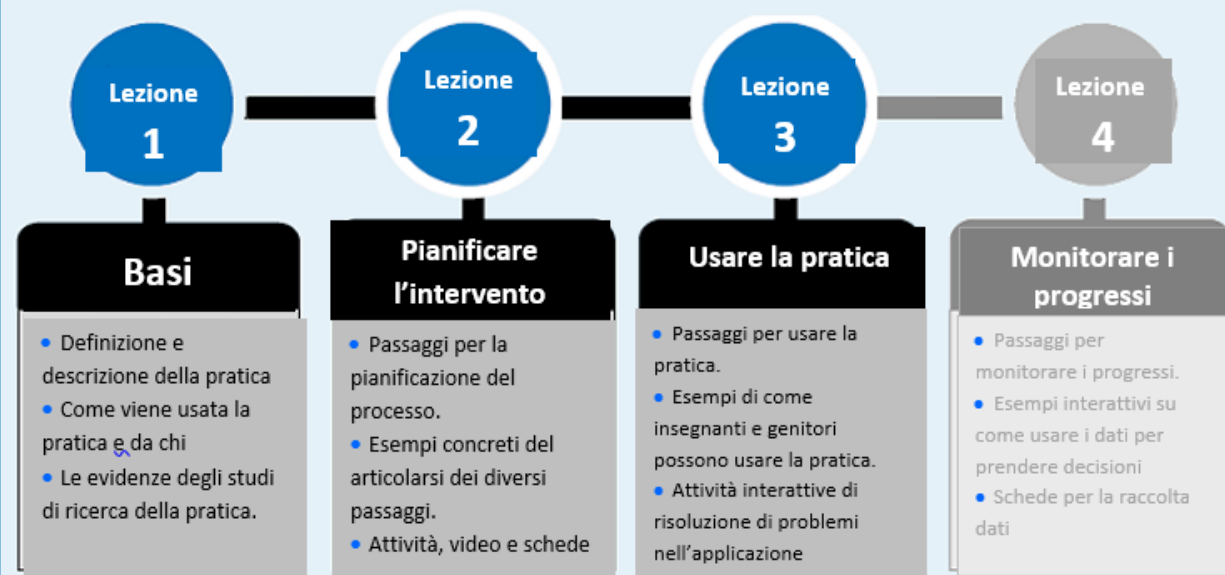 Lezione
1
Lezione
2
Lezione
3
Lezione
4
Basi
• Definizione e
descrizione della pratica
• Come viene usata la
pratica e da chi
• Le evidenze degli studi
di ricerca della pratica.
Pianificare
l’intervento
• Passaggi per la
pianificazione del
processo.
• Esempi concreti del
articolarsi dei diversi
passaggi.
• Attività, video e schede
Usare la pratica
• Passaggi per usare la
pratica.
• Esempi di come
insegnanti e genitori
possono usare la pratica.
• Attività interattive di
risoluzione di problemi
nell’applicazione
Monitorare i
progressi
• Passaggi per
monitorare i progressi.
• Esempi interattivi su
come usare i dati per
prendere decisioni
• Schede per la raccolta
dati